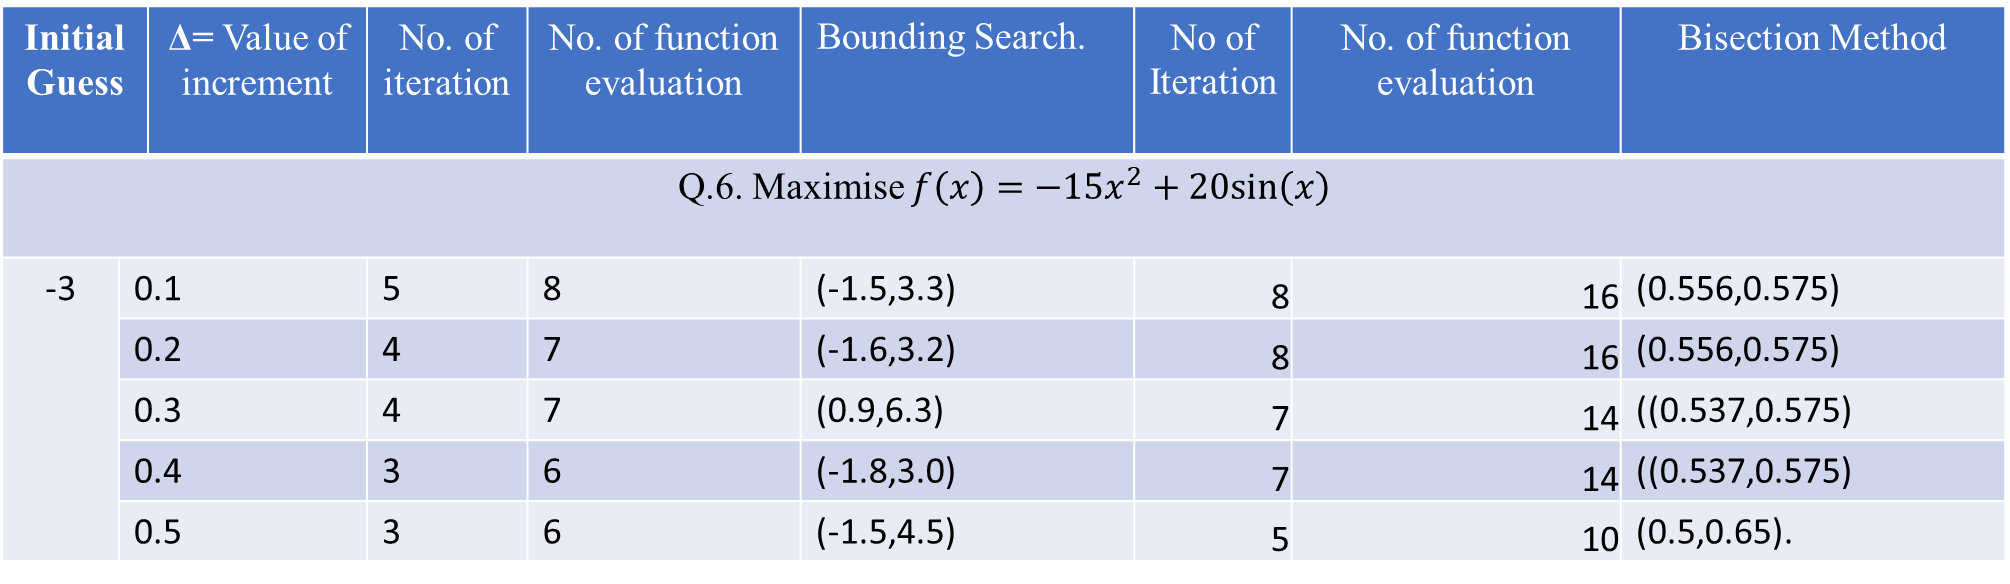 Initial Guess
Δ= Value of increment
No. of iteration
No. of function evaluation
Bounding Search.
No of Iteration
No. of function evaluation
Bisection Method
Q.6. Maximise f(x) = −15x² + 20sin(x)
-3 0.1 5 8 (-1.5,3.3) 8 16 (0.556,0.575)
0.2 4 7 (-1.6,3.2) 8 16 (0.556,0.575)
0.3 4 7 (0.9,6.3) 7 14 ((0.537,0.575)
0.4 3 6 (-1.8,3.0) 7 14 ((0.537,0.575)
0.5 3 6 (-1.5,4.5) 5 10 (0.5,0.65).